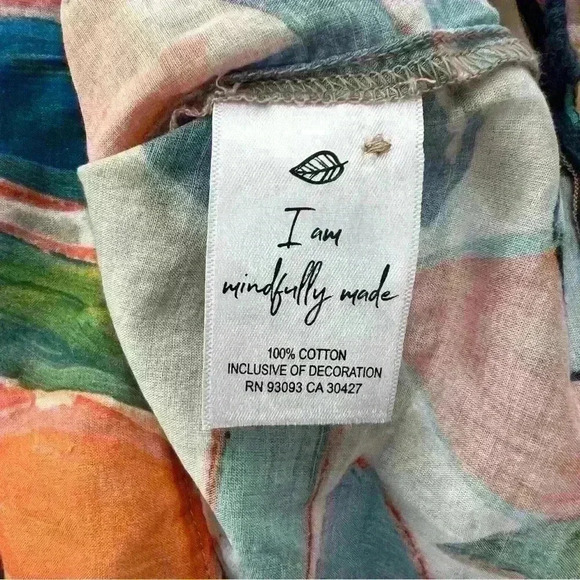 I am
mindfully made
100% COTTON
INCLUSIVE OF DECORATION
RN 93093 CA 30427